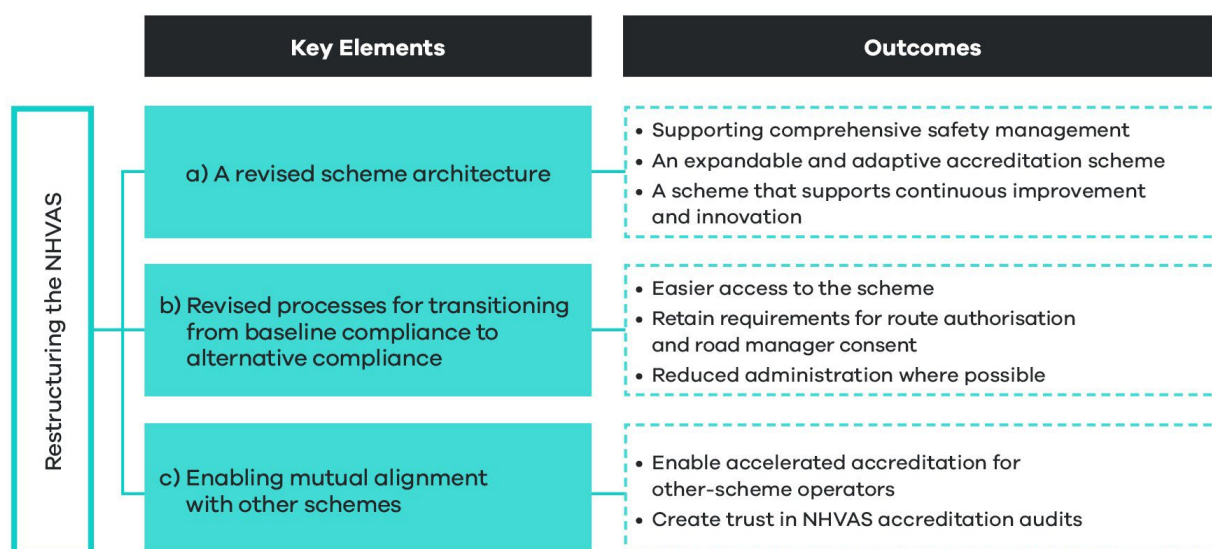 Key Elements
Outcomes
Restructuring the NHVAS
a) A revised scheme architecture
• Supporting comprehensive safety management
• An expandable and adaptive accreditation scheme
• A scheme that supports continuous improvement
and innovation
b) Revised processes for transitioning
from baseline compliance to
alternative compliance
• Easier access to the scheme
• Retain requirements for route authorisation
and road manager consent
• Reduced administration where possible
c) Enabling mutual alignment
with other schemes
• Enable accelerated accreditation for
other-scheme operators
• Create trust in NHVAS accreditation audits